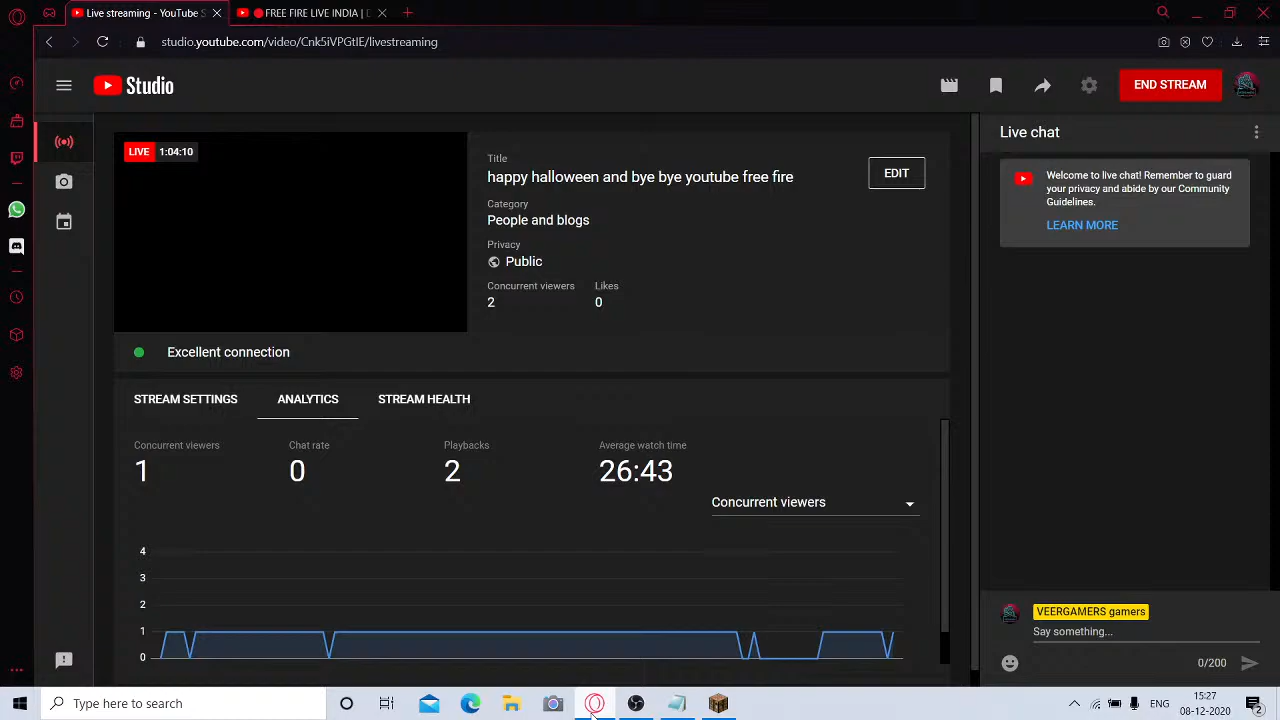 Live streaming - YouTube S
FREE FIRE LIVE INDIA |
studio.youtube.com/video/Cnk5iVPGtIE/livestreaming
Studio
END STREAM
LIVE 1:04:10
Title
happy halloween and bye bye youtube free fire
EDIT
Category
People and blogs
Privacy
Public
Concurrent viewers Likes
2 0
Excellent connection
STREAM SETTINGS ANALYTICS STREAM HEALTH
Concurrent viewers Chat rate Playbacks Average watch time
1 0 2 26:43
Concurrent viewers
4
3
2
1
0
Live chat
Welcome to live chat! Remember to guard
your privacy and abide by our Community
Guidelines.
LEARN MORE
VEERGAMERS gamers
Say something...
0/200
Type here to search
ENG
15:27
08-12-2020
2